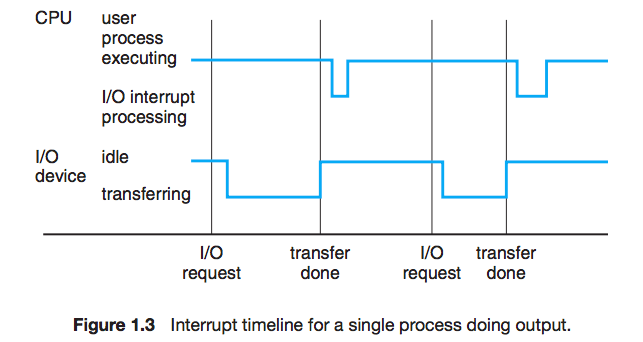 CPU
user
process
executing
I/O interrupt
processing
I/O
device
idle
transferring
I/O
request
transfer
done
I/O
request
transfer
done
Figure 1.3 Interrupt timeline for a single process doing output.